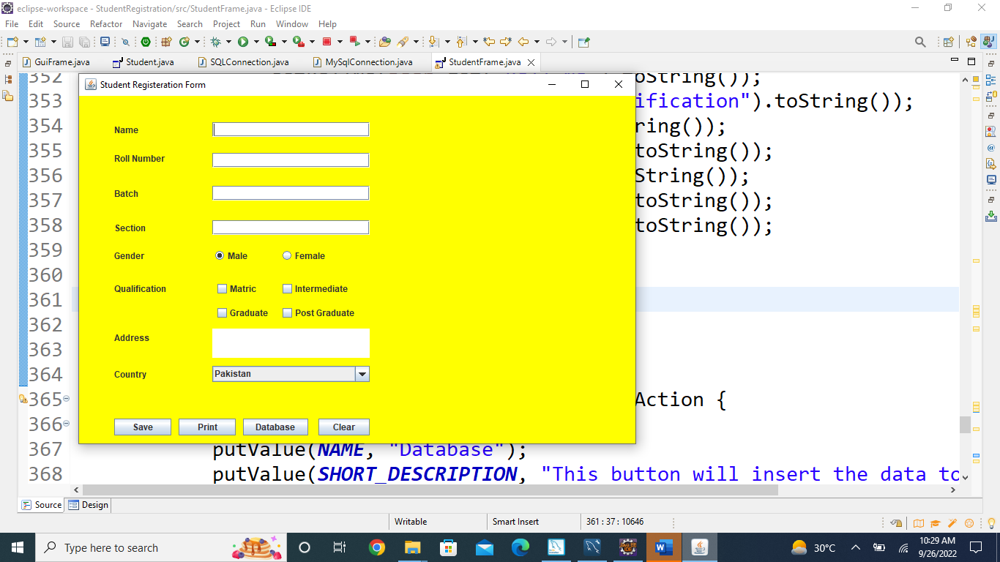 eclipse-workspace - StudentRegistration/src/StudentFrame.java - Eclipse IDE
File Edit Source Refactor Navigate Search Project Run Window Help
GuiFrame.java Student.java SQLConnection.java MySqlConnection.java StudentFrame.java
352 toString());
Student Registeration Form
353 ification").toString());
354 ring());
355 toString());
356 String());
357 toString());
358 toString());
359
360
361
362
363
364
365 Action {
366
Name
Roll Number
Batch
Section
Gender Male Female
Qualification Matric Intermediate
Graduate Post Graduate
Address
Country Pakistan
Save Print Database Clear
367 putValue(NAME, "Database");
368 putValue(SHORT_DESCRIPTION, "This button will insert the data to
Source Design
Writable Smart Insert 361 : 37 : 10646
Type here to search
30°C
10:29 AM
9/26/2022